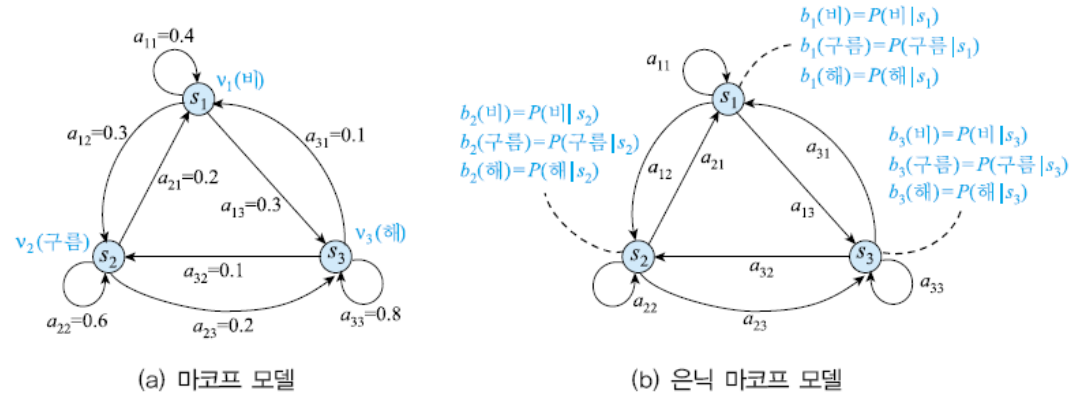 a₁₁=0.4
ν₁(비)
s₁
a₁₂=0.3
a₃₁=0.1
a₂₁=0.2
a₁₃=0.3
ν₂(구름)
ν₃(해)
s₂
s₃
a₃₂=0.1
a₂₂=0.6
a₂₃=0.2
a₃₃=0.8
(a) 마코프 모델
b₁(비)=P(비|s₁)
b₁(구름)=P(구름|s₁)
b₁(해)=P(해|s₁)
a₁₁
s₁
b₂(비)=P(비|s₂)
b₂(구름)=P(구름|s₂)
b₂(해)=P(해|s₂)
b₃(비)=P(비|s₃)
b₃(구름)=P(구름|s₃)
b₃(해)=P(해|s₃)
a₁₂
a₂₁
a₃₁
a₁₃
s₂
s₃
a₃₂
a₂₂
a₂₃
a₃₃
(b) 은닉 마코프 모델